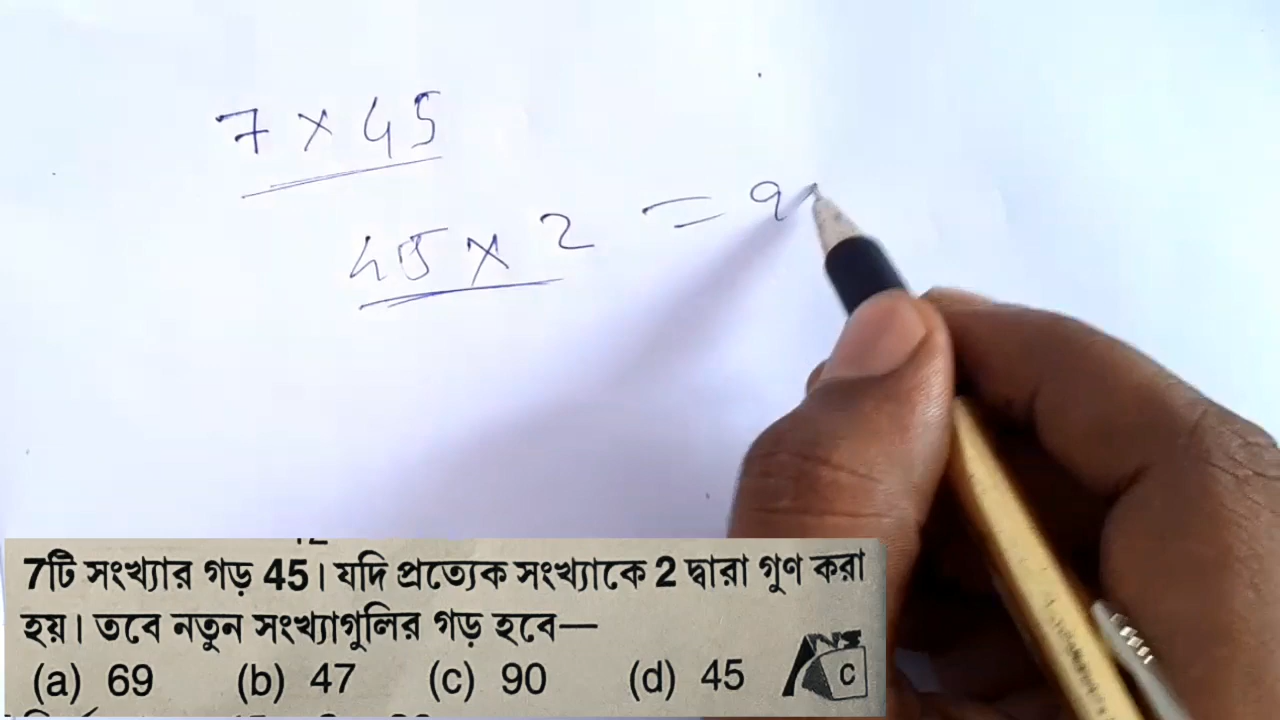 7 × 45
45 × 2 = 9
7টি সংখ্যার গড় 45। যদি প্রত্যেক সংখ্যাকে 2 দ্বারা গুণ করা
হয়। তবে নতুন সংখ্যাগুলির গড় হবে—
(a) 69 (b) 47 (c) 90 (d) 45
ANS
C